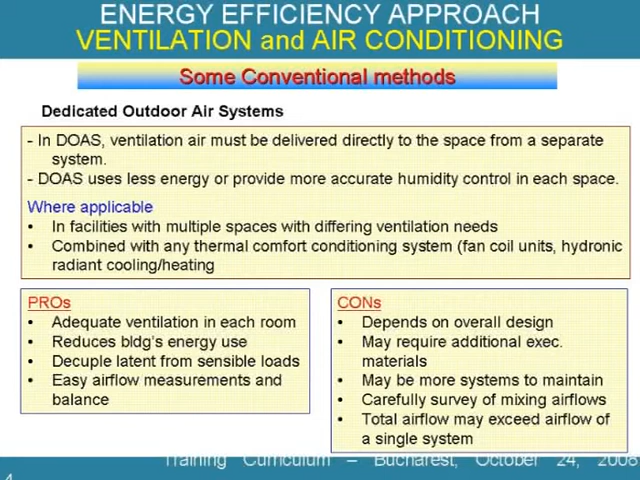 ENERGY EFFICIENCY APPROACH
VENTILATION and AIR CONDITIONING
Some Conventional methods
Dedicated Outdoor Air Systems
- In DOAS, ventilation air must be delivered directly to the space from a separate
system.
- DOAS uses less energy or provide more accurate humidity control in each space.
Where applicable
• In facilities with multiple spaces with differing ventilation needs
• Combined with any thermal comfort conditioning system (fan coil units, hydronic
radiant cooling/heating
PROs
• Adequate ventilation in each room
• Reduces bldg's energy use
• Decuple latent from sensible loads
• Easy airflow measurements and
balance
CONs
• Depends on overall design
• May require additional exec.
materials
• May be more systems to maintain
• Carefully survey of mixing airflows
• Total airflow may exceed airflow of
a single system
Training Curriculum – Bucharest, October 24, 2008